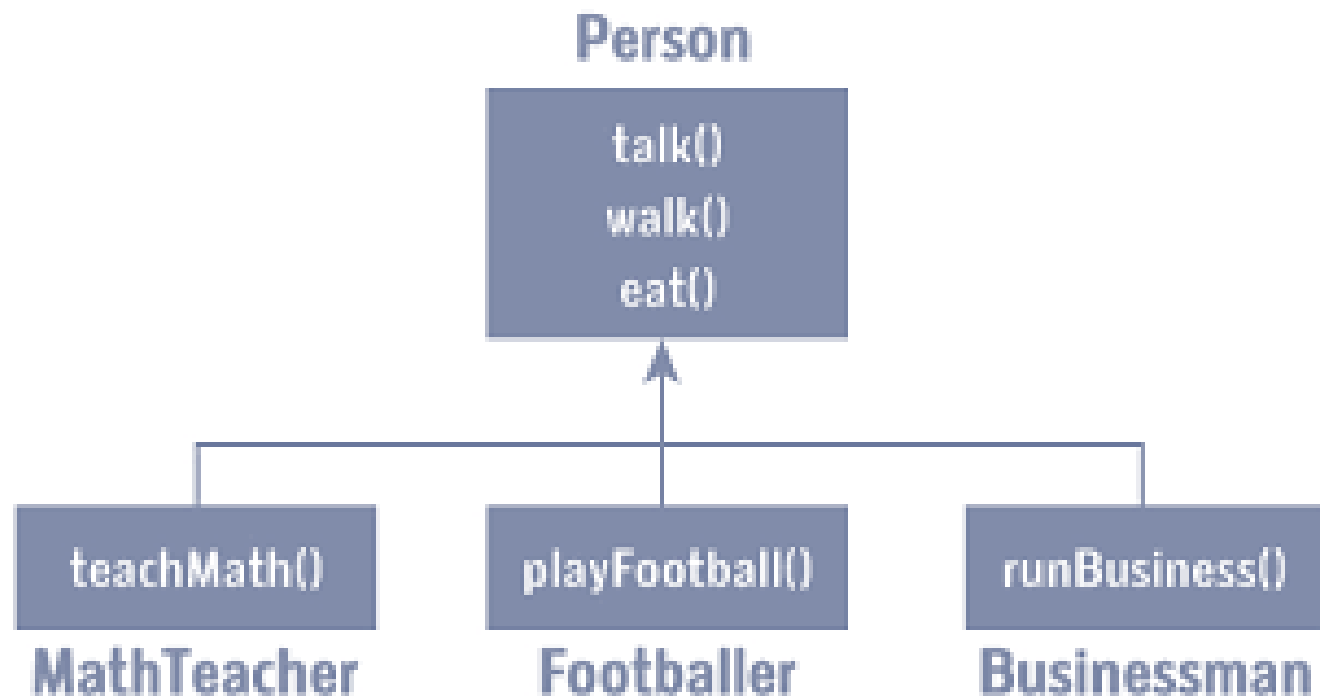 Person
talk()
walk()
eat()
teachMath()
playFootball()
runBusiness()
MathTeacher
Footballer
Businessman